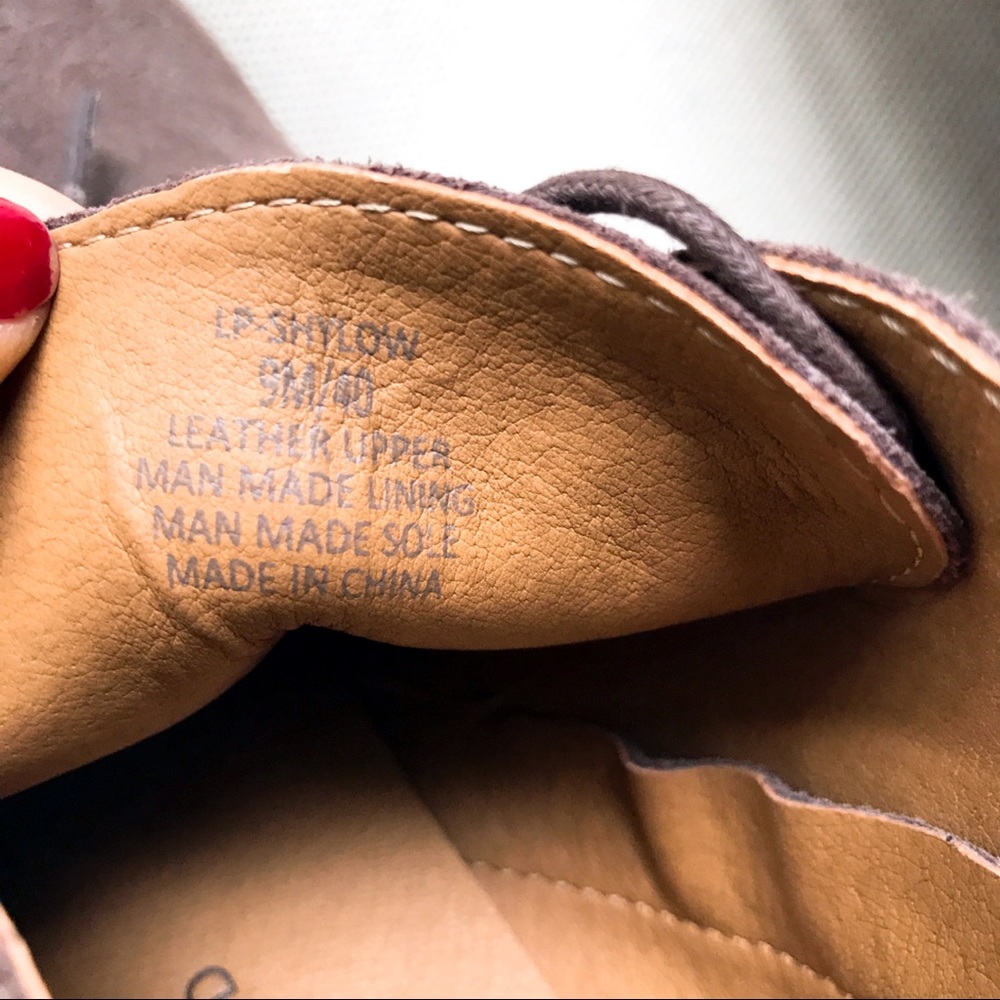 LP-SHYLOW
9M/40
LEATHER UPPER
MAN MADE LINING
MAN MADE SOLE
MADE IN CHINA
e